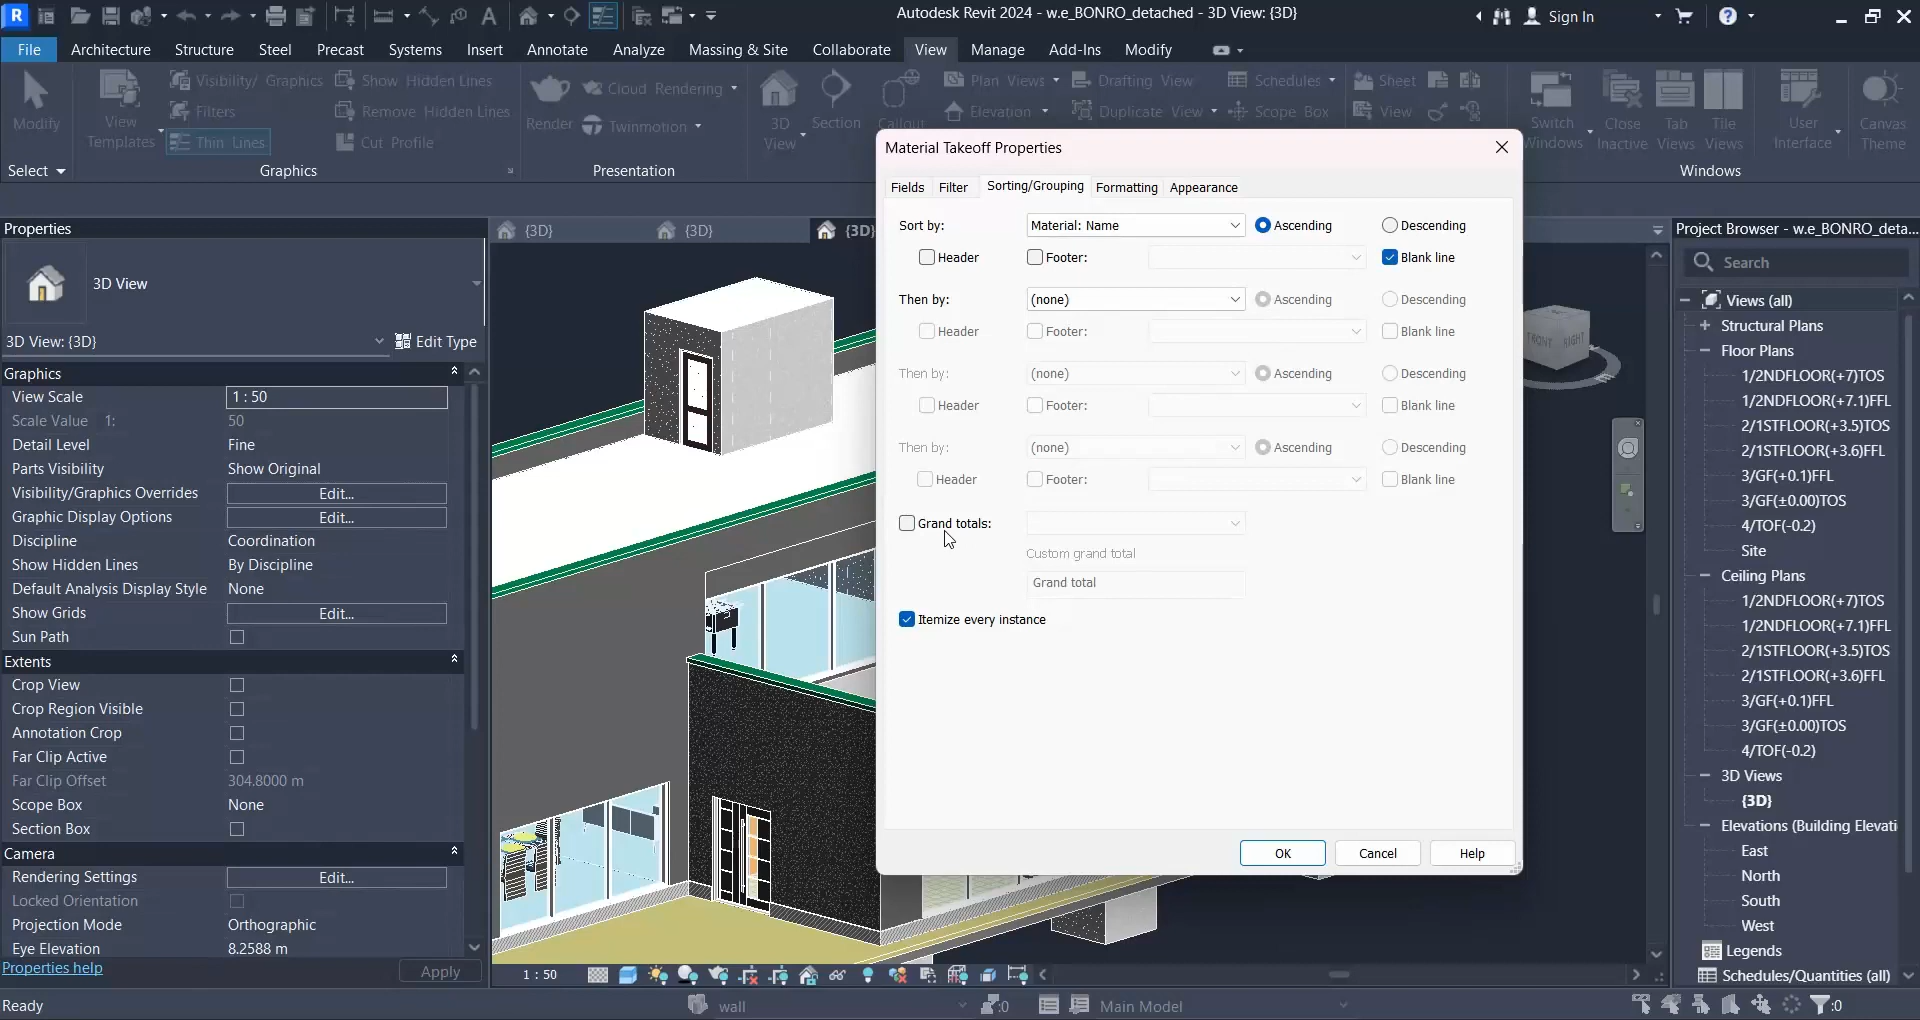 Autodesk Revit 2024 - w.e_BONRO_detached - 3D View: {3D}
Sign In
File Architecture Structure Steel Precast Systems Insert Annotate Analyze Massing & Site Collaborate View Manage Add-Ins Modify
Modify
View Templates
Visibility/ Graphics
Filters
Thin Lines
Show Hidden Lines
Remove Hidden Lines
Cut Profile
Render
Cloud Rendering
Twinmotion
3D View
Section
Callout
Plan Views
Elevation
Drafting View
Duplicate View
Schedules
Scope Box
Sheet
View
Switch Windows
Close Inactive
Tab Views
Tile Views
User Interface
Canvas Theme
Select
Graphics
Presentation
Windows
Properties
3D View
3D View: {3D}
Edit Type
Graphics
View Scale 1 : 50
Scale Value 1: 50
Detail Level Fine
Parts Visibility Show Original
Visibility/Graphics Overrides Edit...
Graphic Display Options Edit...
Discipline Coordination
Show Hidden Lines By Discipline
Default Analysis Display Style None
Show Grids Edit...
Sun Path
Extents
Crop View
Crop Region Visible
Annotation Crop
Far Clip Active
Far Clip Offset 304.8000 m
Scope Box None
Section Box
Camera
Rendering Settings Edit...
Locked Orientation
Projection Mode Orthographic
Eye Elevation 8.2588 m
Properties help
Apply
{3D} {3D} {3D}
Material Takeoff Properties
Fields Filter Sorting/Grouping Formatting Appearance
Sort by: Material: Name Ascending Descending
Header Footer: Blank line
Then by: (none) Ascending Descending
Header Footer: Blank line
Then by: (none) Ascending Descending
Header Footer: Blank line
Then by: (none) Ascending Descending
Header Footer: Blank line
Grand totals:
Custom grand total
Grand total
Itemize every instance
OK Cancel Help
FRONT RIGHT
Project Browser - w.e_BONRO_deta...
Search
Views (all)
Structural Plans
Floor Plans
1/2NDFLOOR(+7)TOS
1/2NDFLOOR(+7.1)FFL
2/1STFLOOR(+3.5)TOS
2/1STFLOOR(+3.6)FFL
3/GF(+0.1)FFL
3/GF(±0.00)TOS
4/TOF(-0.2)
Site
Ceiling Plans
1/2NDFLOOR(+7)TOS
1/2NDFLOOR(+7.1)FFL
2/1STFLOOR(+3.5)TOS
2/1STFLOOR(+3.6)FFL
3/GF(+0.1)FFL
3/GF(±0.00)TOS
4/TOF(-0.2)
3D Views
{3D}
Elevations (Building Elevati
East
North
South
West
Legends
Schedules/Quantities (all)
1 : 50
Ready
wall
:0
Main Model
:0